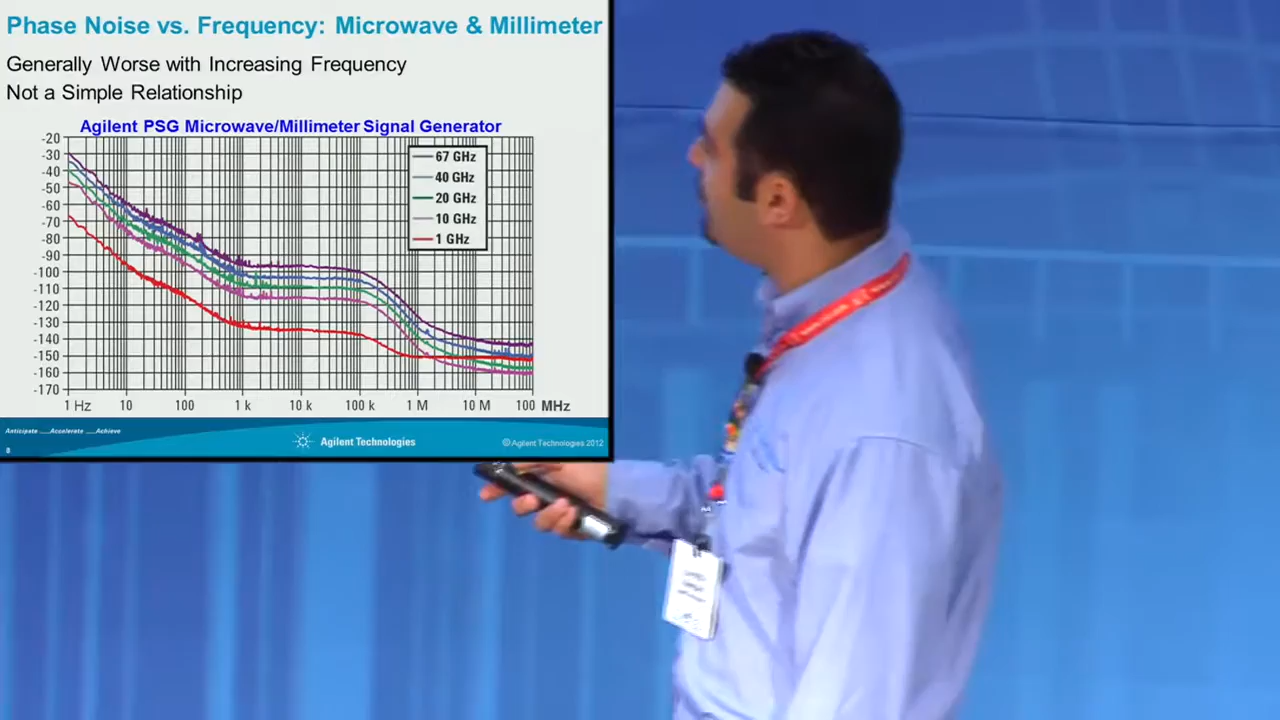 Phase Noise vs. Frequency: Microwave & Millimeter
Generally Worse with Increasing Frequency
Not a Simple Relationship
Agilent PSG Microwave/Millimeter Signal Generator
-20
-30
-40
-50
-60
-70
-80
-90
-100
-110
-120
-130
-140
-150
-160
-170
67 GHz
40 GHz
20 GHz
10 GHz
1 GHz
1 Hz 10 100 1 k 10 k 100 k 1 M 10 M 100 MHz
Anticipate __Accelerate __Achieve
8
Agilent Technologies
© Agilent Technologies 2012